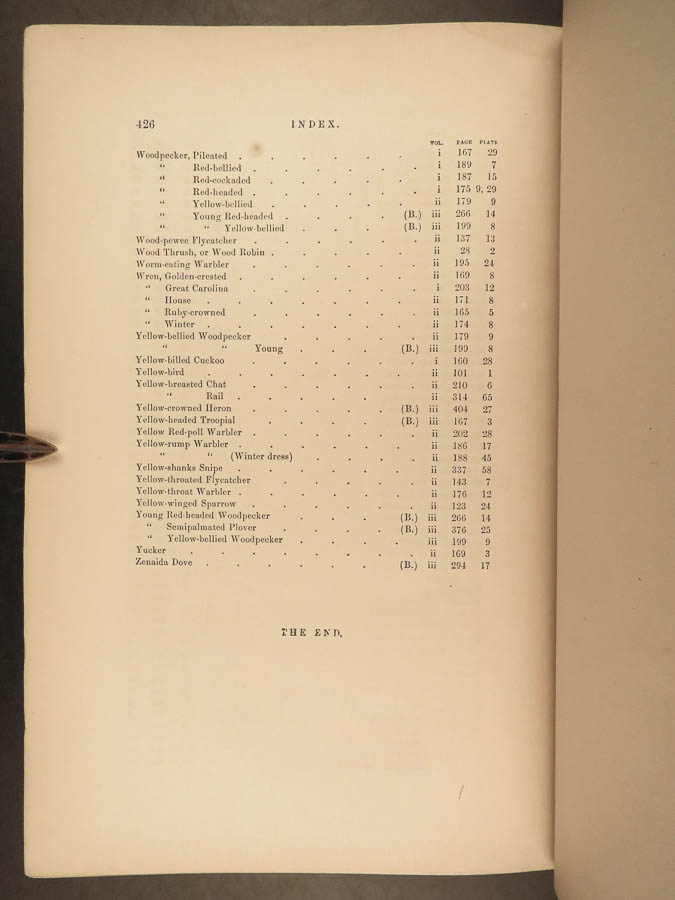 426 INDEX.
VOL. PAGE PLATE
Woodpecker, Pileated . . . . . . i 167 29
“ Red-bellied . . . . . . i 189 7
“ Red-cockaded . . . . . i 187 15
“ Red-headed . . . . . . i 175 9, 29
“ Yellow-bellied . . . . . ii 179 9
“ Young Red-headed . . . . (B.) iii 266 14
“ “ Yellow-bellied . . . (B.) iii 199 8
Wood-pewee Flycatcher . . . . . . ii 137 13
Wood Thrush, or Wood Robin . . . . . ii 28 2
Worm-eating Warbler . . . . . . ii 195 24
Wren, Golden-crested . . . . . . ii 169 8
“ Great Carolina . . . . . . i 203 12
“ House . . . . . . . ii 171 8
“ Ruby-crowned . . . . . . ii 165 5
“ Winter . . . . . . . ii 174 8
Yellow-bellied Woodpecker . . . . . ii 179 9
“ “ Young . . . (B.) iii 199 8
Yellow-billed Cuckoo . . . . . . i 160 28
Yellow-bird . . . . . . . ii 101 1
Yellow-breasted Chat . . . . . . ii 210 6
“ Rail . . . . . ii 314 65
Yellow-crowned Heron . . . . . (B.) iii 404 27
Yellow-headed Troopial . . . . . (B.) iii 167 3
Yellow Red-poll Warbler . . . . . . ii 202 28
Yellow-rump Warbler . . . . . . ii 186 17
“ “ (Winter dress) . . . . . ii 188 45
Yellow-shanks Snipe . . . . . . ii 337 58
Yellow-throated Flycatcher . . . . . ii 143 7
Yellow-throat Warbler . . . . . . ii 176 12
Yellow-winged Sparrow . . . . . . ii 123 24
Young Red-headed Woodpecker . . . (B.) iii 266 14
“ Semipalmated Plover . . . . (B.) iii 376 25
“ Yellow-bellied Woodpecker . . . . iii 199 9
Yucker . . . . . . . . ii 169 3
Zenaida Dove . . . . . . (B.) iii 294 17
THE END.